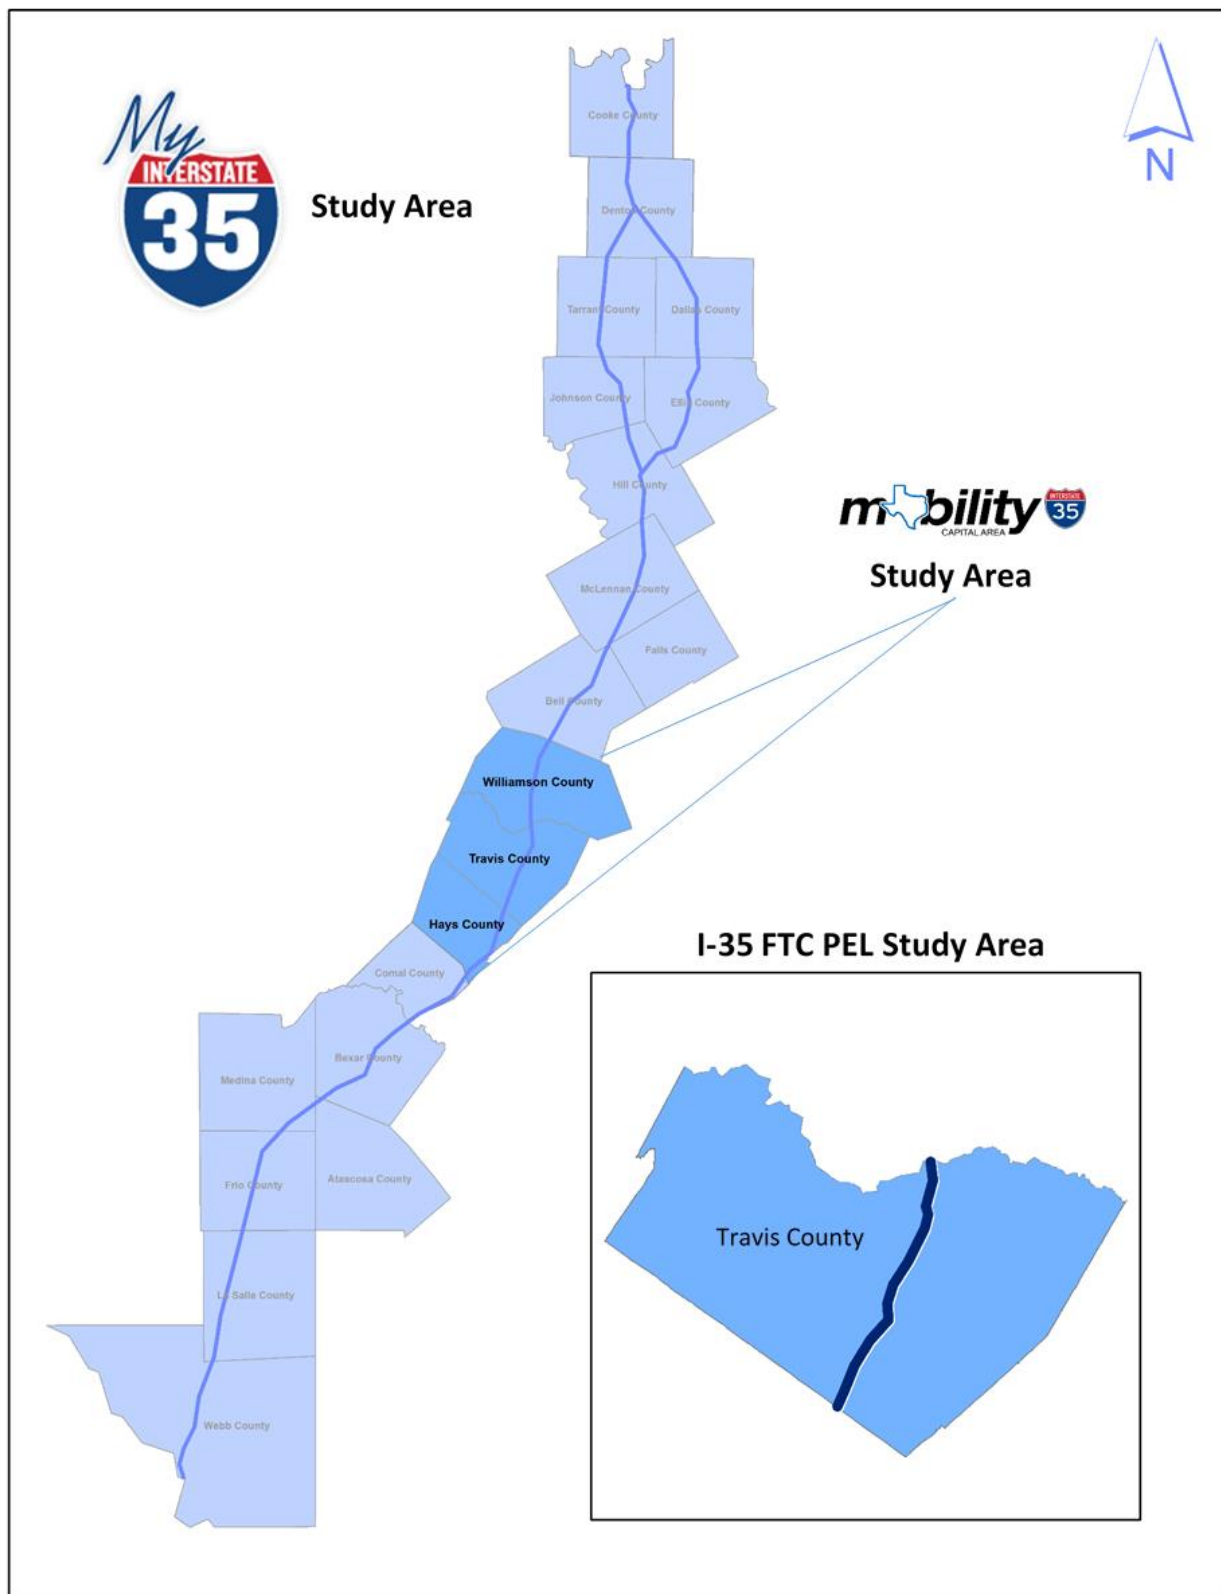 My
INTERSTATE
35
Study Area
N
Cooke County
Denton County
Tarrant County
Dallas County
Johnson County
Ellis County
Hill County
mobility
INTERSTATE
35
CAPITAL AREA
Study Area
McLennan County
Falls County
Bell County
Williamson County
Travis County
Hays County
Comal County
I-35 FTC PEL Study Area
Bexar County
Medina County
Atascosa County
Frio County
Travis County
La Salle County
Webb County